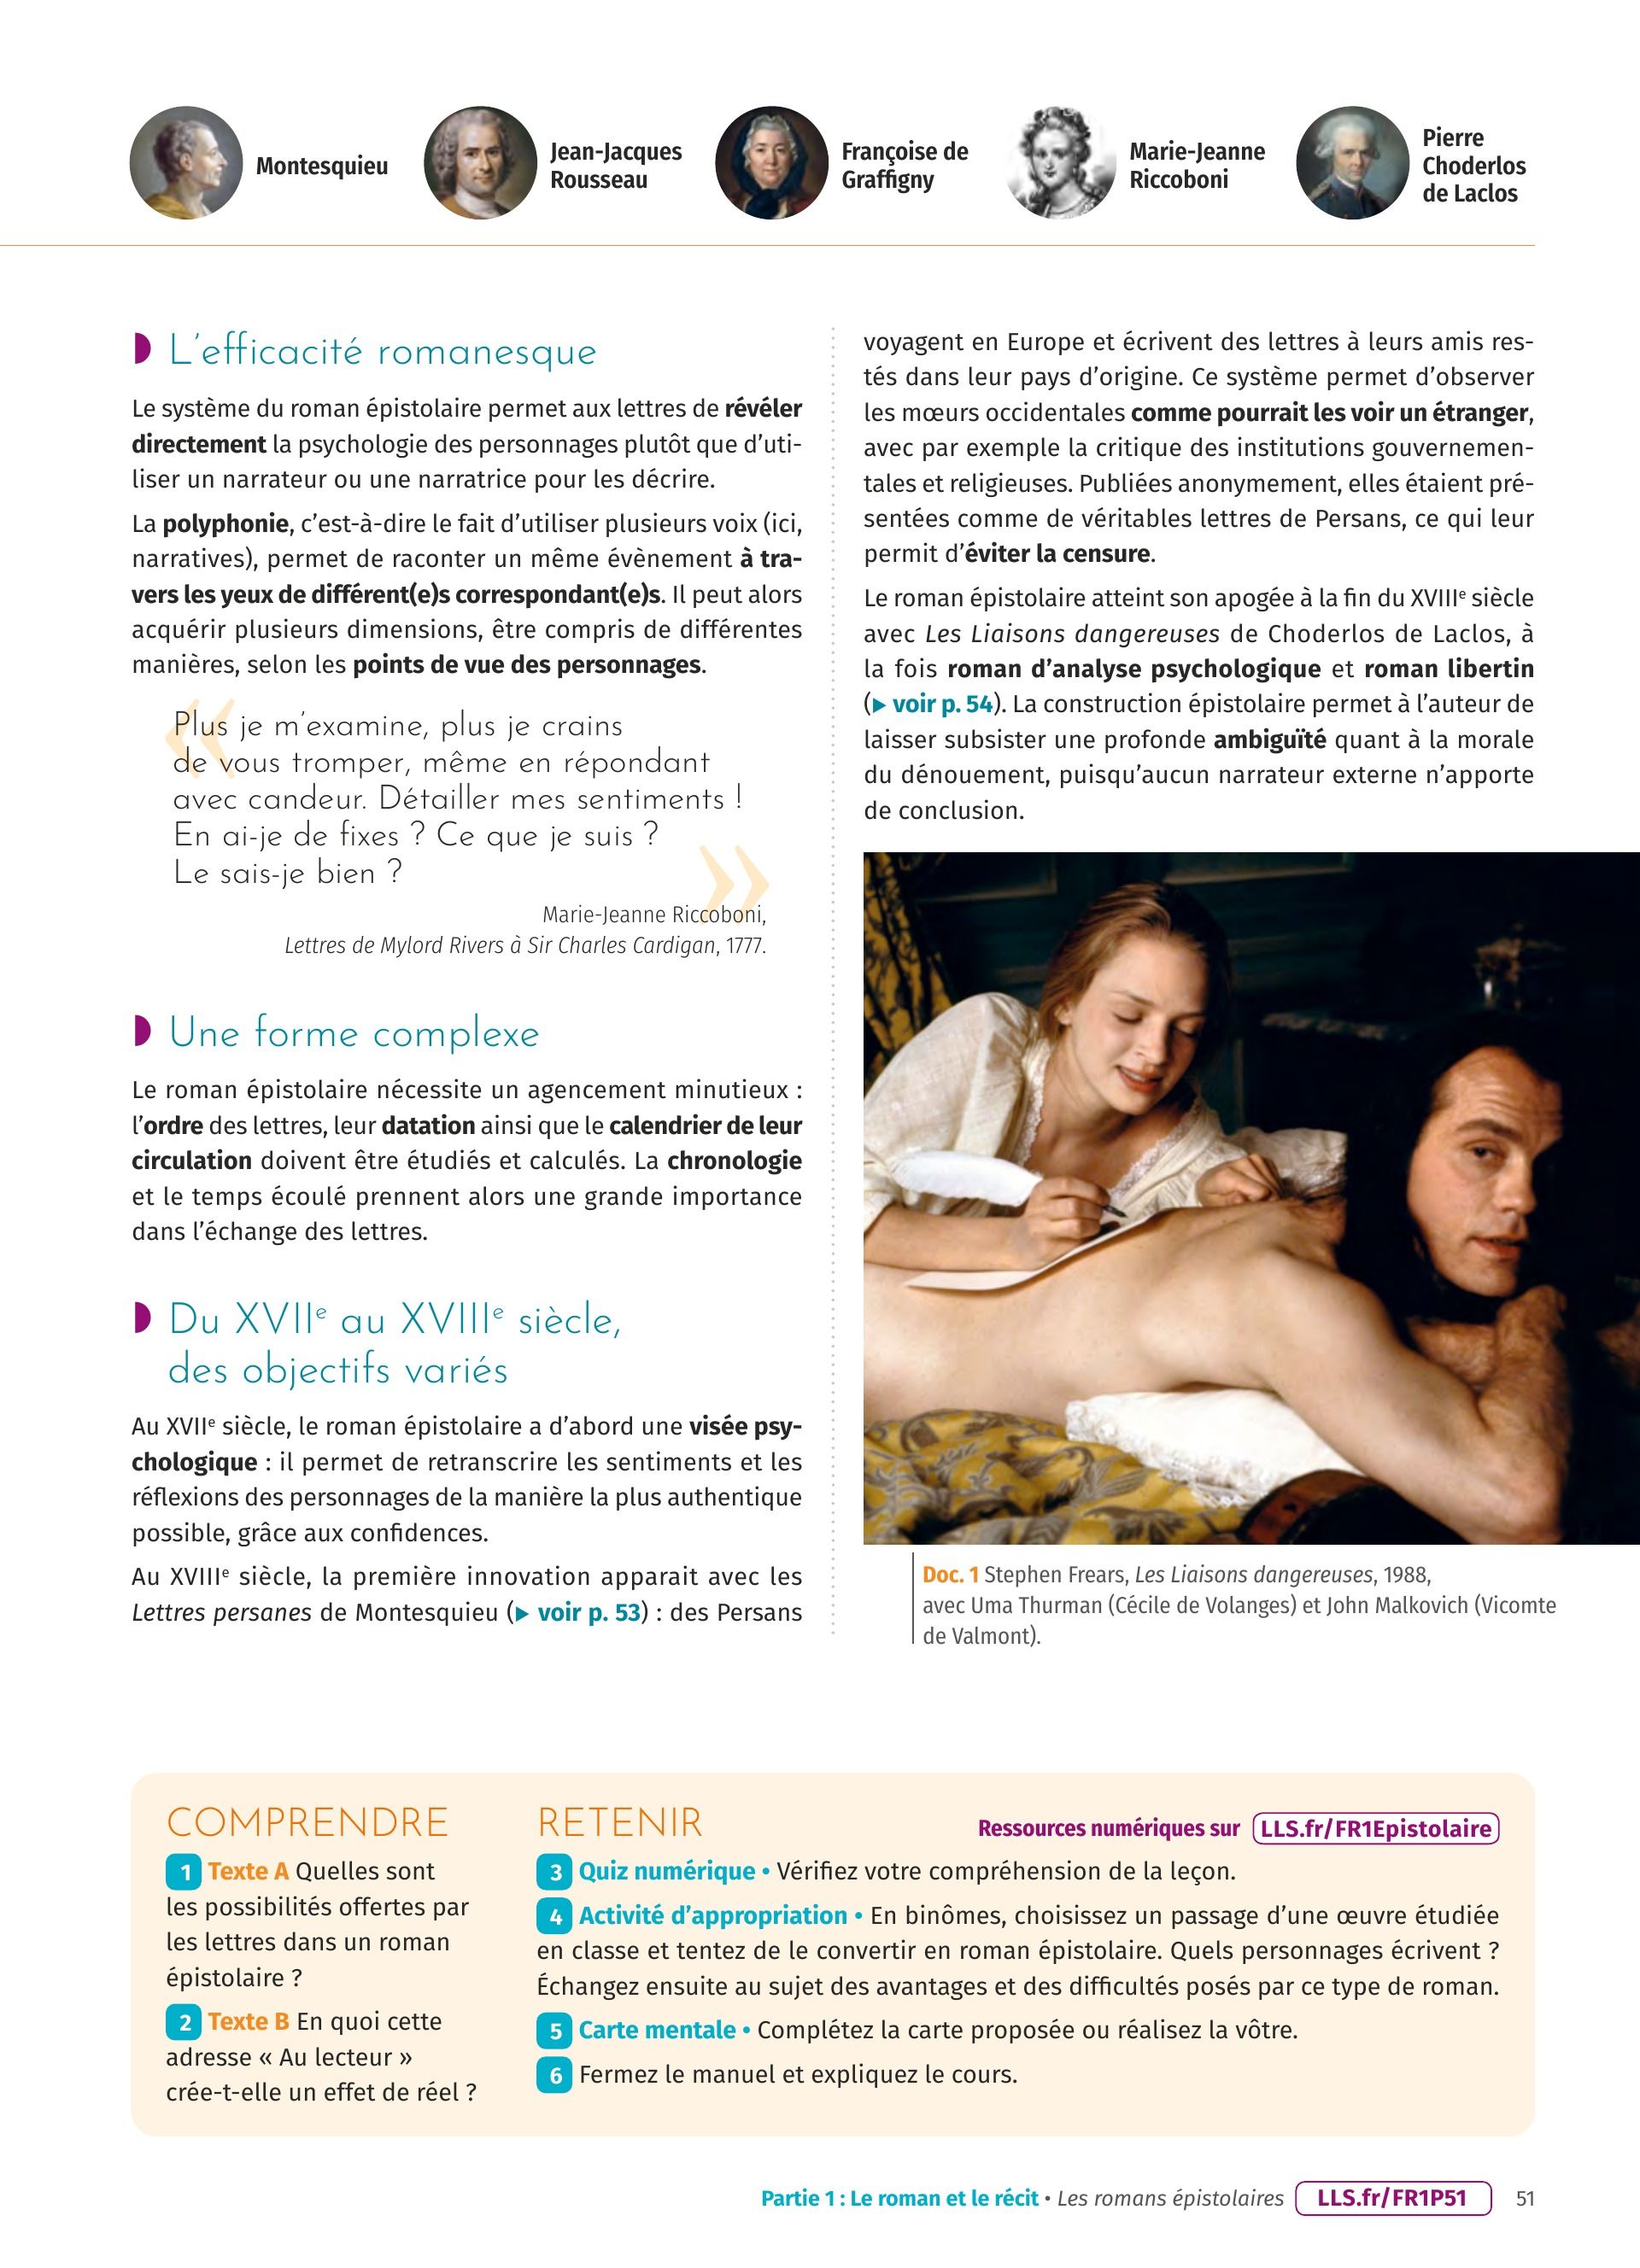 Montesquieu
Jean-Jacques
Rousseau
Françoise de
Graffigny
Marie-Jeanne
Riccoboni
Pierre
Choderlos
de Laclos
L’efficacité romanesque
Le système du roman épistolaire permet aux lettres de révéler
directement la psychologie des personnages plutôt que d’uti-
liser un narrateur ou une narratrice pour les décrire.
La polyphonie, c’est-à-dire le fait d’utiliser plusieurs voix (ici,
narratives), permet de raconter un même évènement à tra-
vers les yeux de différent(e)s correspondant(e)s. Il peut alors
acquérir plusieurs dimensions, être compris de différentes
manières, selon les points de vue des personnages.
« Plus je m’examine, plus je crains
de vous tromper, même en répondant
avec candeur. Détailler mes sentiments !
En ai-je de fixes ? Ce que je suis ?
Le sais-je bien ? »
Marie-Jeanne Riccoboni,
Lettres de Mylord Rivers à Sir Charles Cardigan, 1777.
Une forme complexe
Le roman épistolaire nécessite un agencement minutieux :
l’ordre des lettres, leur datation ainsi que le calendrier de leur
circulation doivent être étudiés et calculés. La chronologie
et le temps écoulé prennent alors une grande importance
dans l’échange des lettres.
Du XVIIe au XVIIIe siècle,
des objectifs variés
Au XVIIe siècle, le roman épistolaire a d’abord une visée psy-
chologique : il permet de retranscrire les sentiments et les
réflexions des personnages de la manière la plus authentique
possible, grâce aux confidences.
Au XVIIIe siècle, la première innovation apparait avec les
Lettres persanes de Montesquieu (▶ voir p. 53) : des Persans
voyagent en Europe et écrivent des lettres à leurs amis res-
tés dans leur pays d’origine. Ce système permet d’observer
les mœurs occidentales comme pourrait les voir un étranger,
avec par exemple la critique des institutions gouvernemen-
tales et religieuses. Publiées anonymement, elles étaient pré-
sentées comme de véritables lettres de Persans, ce qui leur
permit d’éviter la censure.
Le roman épistolaire atteint son apogée à la fin du XVIIIe siècle
avec Les Liaisons dangereuses de Choderlos de Laclos, à
la fois roman d’analyse psychologique et roman libertin
(▶ voir p. 54). La construction épistolaire permet à l’auteur de
laisser subsister une profonde ambiguïté quant à la morale
du dénouement, puisqu’aucun narrateur externe n’apporte
de conclusion.
Doc. 1 Stephen Frears, Les Liaisons dangereuses, 1988,
avec Uma Thurman (Cécile de Volanges) et John Malkovich (Vicomte
de Valmont).
COMPRENDRE
1 Texte A Quelles sont
les possibilités offertes par
les lettres dans un roman
épistolaire ?
2 Texte B En quoi cette
adresse « Au lecteur »
crée-t-elle un effet de réel ?
RETENIR
Ressources numériques sur LLS.fr/FR1Epistolaire
3 Quiz numérique • Vérifiez votre compréhension de la leçon.
4 Activité d’appropriation • En binômes, choisissez un passage d’une œuvre étudiée
en classe et tentez de le convertir en roman épistolaire. Quels personnages écrivent ?
Échangez ensuite au sujet des avantages et des difficultés posés par ce type de roman.
5 Carte mentale • Complétez la carte proposée ou réalisez la vôtre.
6 Fermez le manuel et expliquez le cours.
Partie 1 : Le roman et le récit • Les romans épistolaires LLS.fr/FR1P51 51